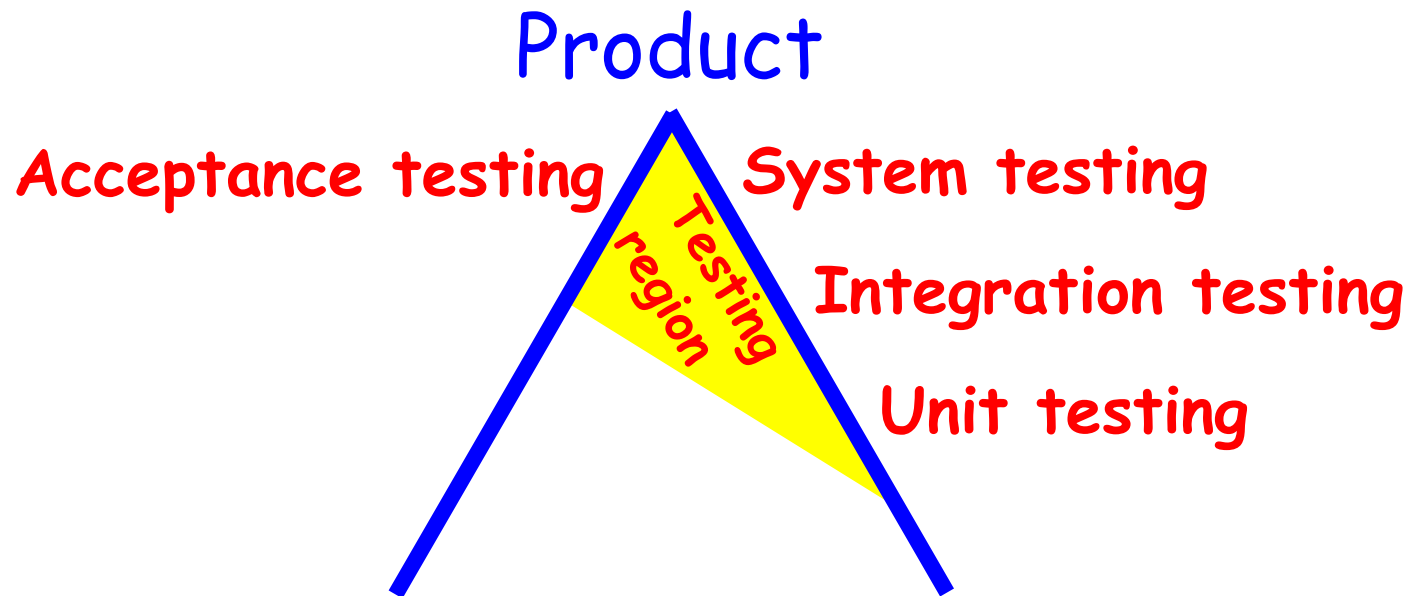 Product
Acceptance testing
System testing
Testing
region
Integration testing
Unit testing